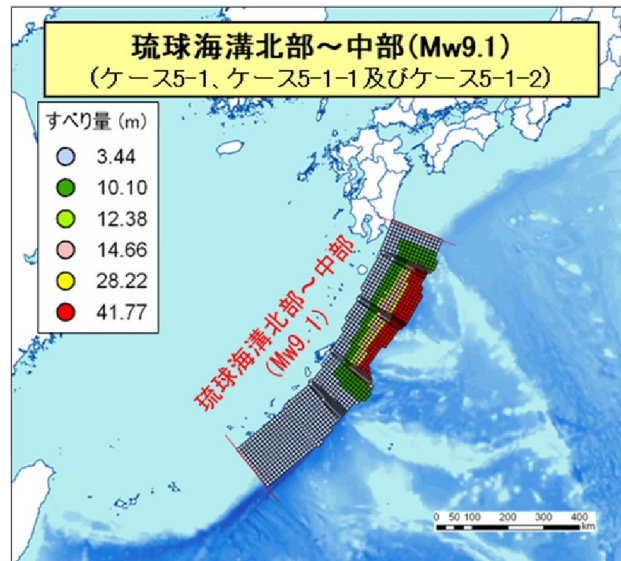 琉球海溝北部～中部(Mw9.1)
(ケース5-1、ケース5-1-1及びケース5-1-2)
すべり量 (m)
3.44
10.10
12.38
14.66
28.22
41.77
琉球海溝北部～中部
(Mw9.1)
0 50 100 200 300 400
km